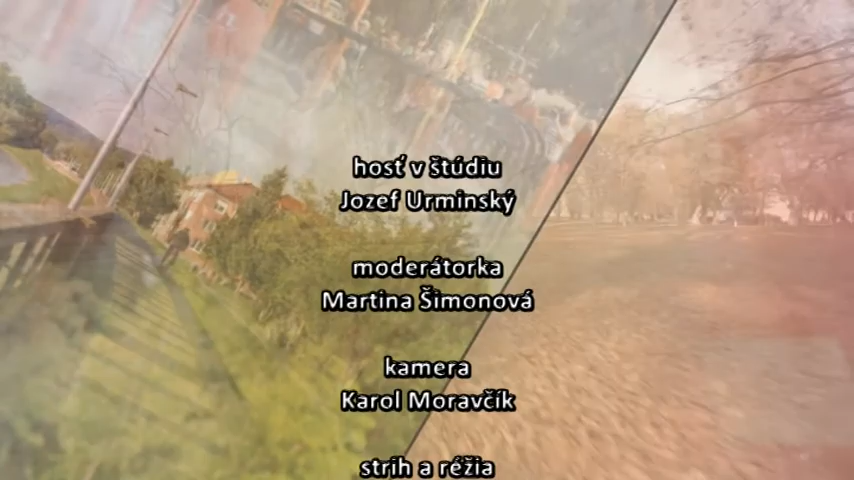 hosť v štúdiu
Jozef Urminský
moderátorka
Martina Šimonová
kamera
Karol Moravčík
strih a réžia